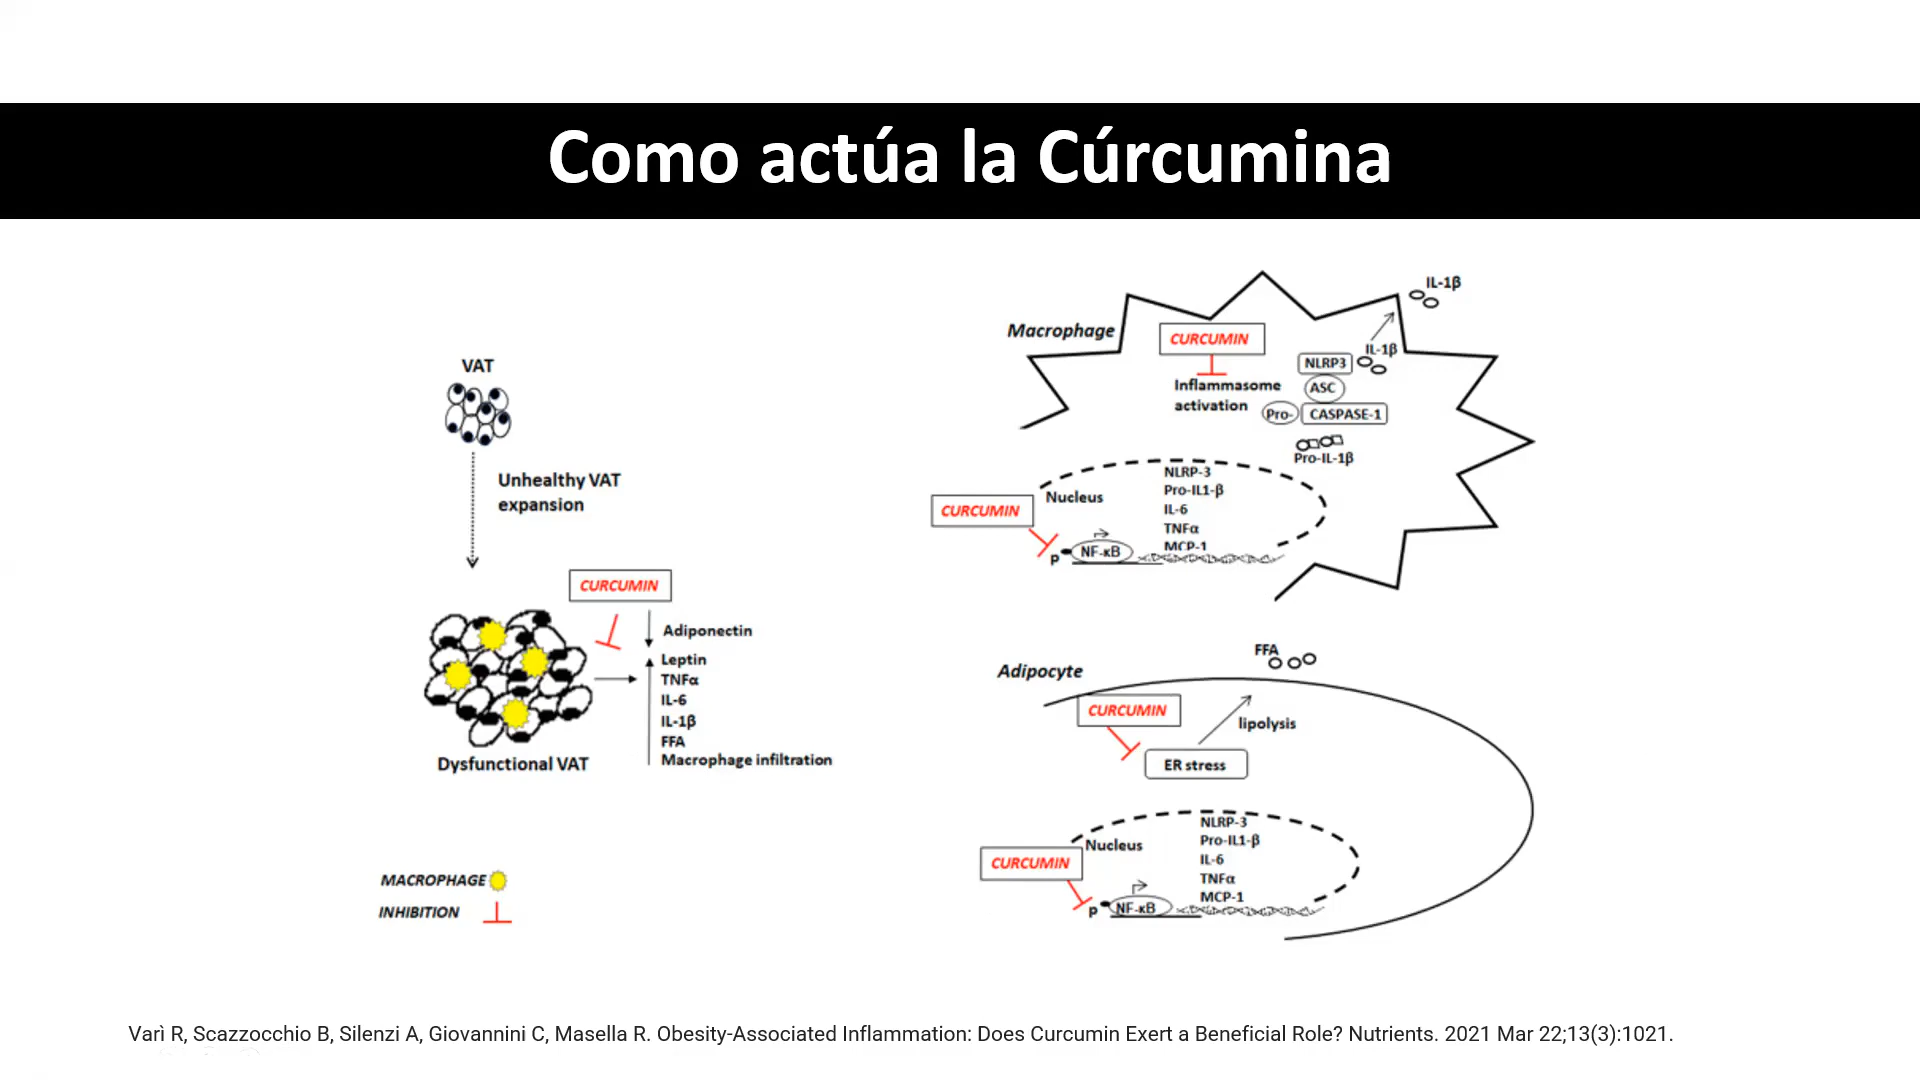 Como actúa la Cúrcumina
VAT
Unhealthy VAT
expansion
CURCUMIN
Adiponectin
Leptin
TNFα
IL-6
IL-1β
FFA
Macrophage infiltration
Dysfunctional VAT
MACROPHAGE
INHIBITION
Macrophage
CURCUMIN
Inflammasome
activation
IL-1β
IL-1β
NLRP3
ASC
Pro-
CASPASE-1
Pro-IL-1β
CURCUMIN
Nucleus
NLRP-3
Pro-IL1-β
IL-6
TNFα
MCP-1
P
NF-κB
Adipocyte
FFA
CURCUMIN
lipolysis
ER stress
CURCUMIN
Nucleus
NLRP-3
Pro-IL1-β
IL-6
TNFα
MCP-1
P
NF-κB
Varì R, Scazzocchio B, Silenzi A, Giovannini C, Masella R. Obesity-Associated Inflammation: Does Curcumin Exert a Beneficial Role? Nutrients. 2021 Mar 22;13(3):1021.